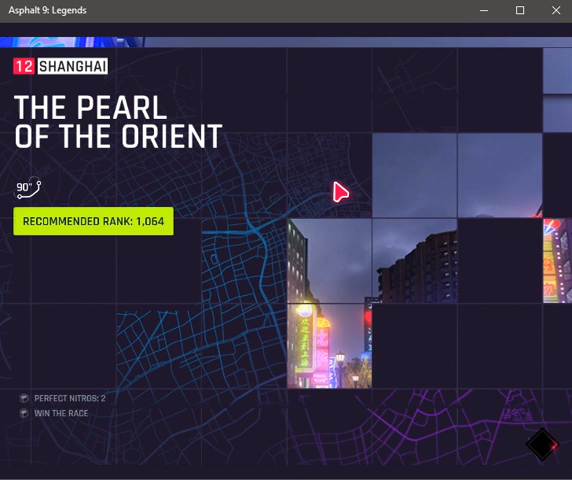 Asphalt 9: Legends
12 SHANGHAI
THE PEARL
OF THE ORIENT
90°
RECOMMENDED RANK: 1,064
PERFECT NITROS: 2
WIN THE RACE